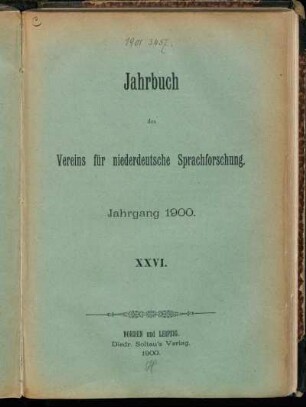 Jahrbuch
des
Vereins für niederdeutsche Sprachforschung.
Jahrgang 1900.
XXVI.
NORDEN und LEIPZIG.
Diedr. Soltau's Verlag.
1900.